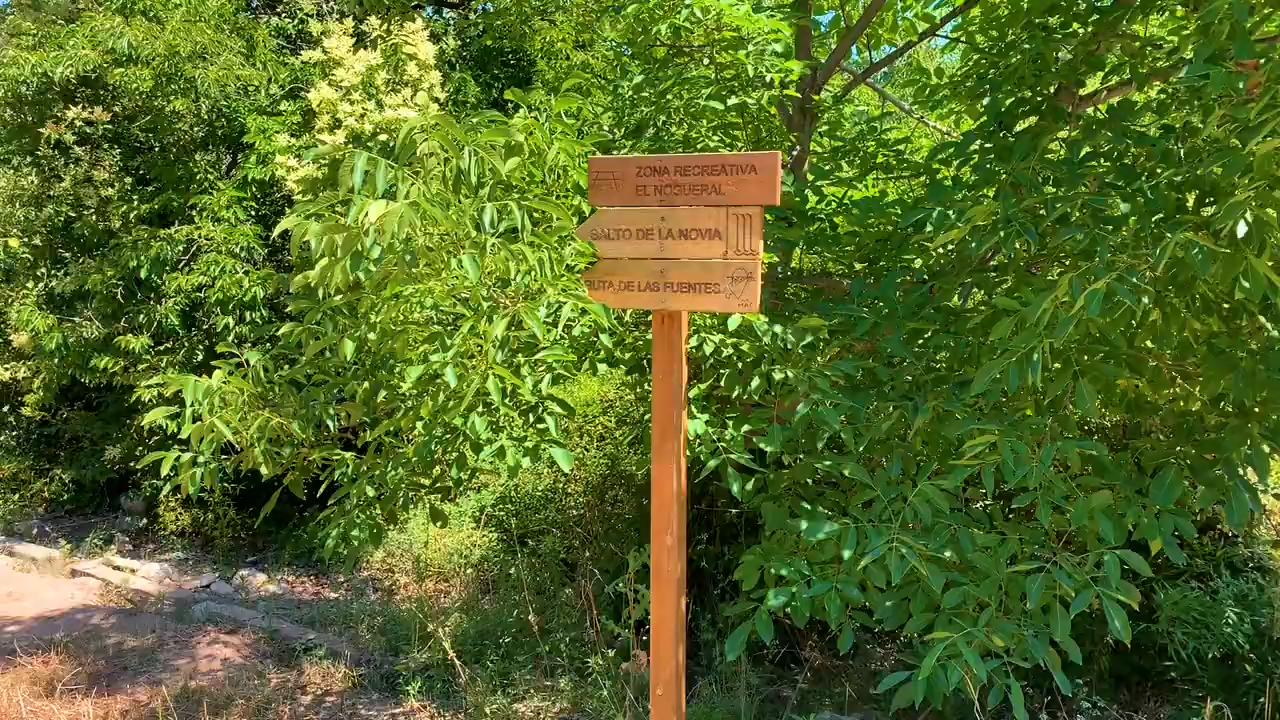 ZONA RECREATIVA
EL NOGUERAL
SALTO DE LA NOVIA
RUTA DE LAS FUENTES